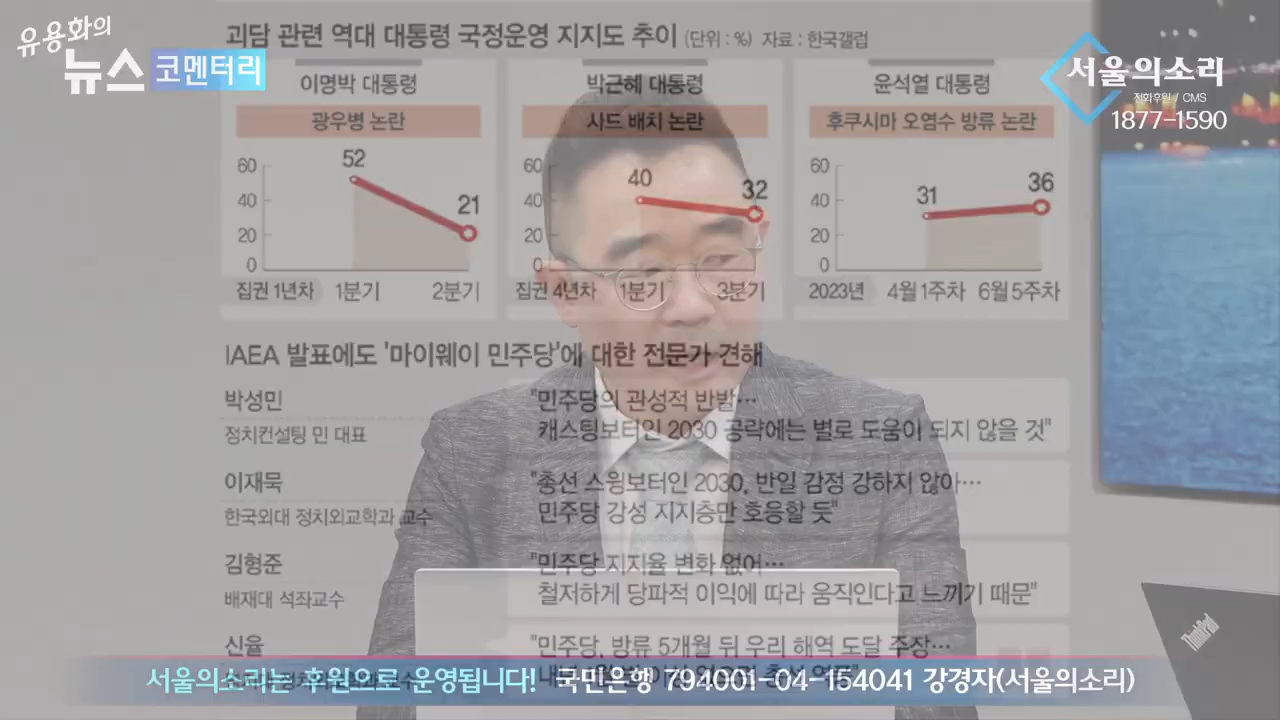 유용화의
뉴스 코멘터리
서울의소리
전화후원 / CMS
1877-1590
괴담 관련 역대 대통령 국정운영 지지도 추이 (단위 : %) 자료 : 한국갤럽
이명박 대통령
광우병 논란
60
40
20
0
52
21
집권 1년차 1분기 2분기
박근혜 대통령
사드 배치 논란
60
40
20
0
40
32
집권 4년차 1분기 3분기
윤석열 대통령
후쿠시마 오염수 방류 논란
60
40
20
0
31
36
2023년 4월 1주차 6월 5주차
IAEA 발표에도 '마이웨이 민주당'에 대한 전문가 견해
박성민
정치컨설팅 민 대표
"민주당의 관성적 반발…
캐스팅보터인 2030 공략에는 별로 도움이 되지 않을 것"
이재묵
한국외대 정치외교학과 교수
"총선 스윙보터인 2030, 반일 감정 강하지 않아…
민주당 강성 지지층만 호응할 듯"
김형준
배재대 석좌교수
"민주당 지지율 변화 없어…
철저하게 당파적 이익에 따라 움직인다고 느끼기 때문"
신율
"민주당, 방류 5개월 뒤 우리 해역 도달 주장…
서울의소리는 후원으로 운영됩니다! 국민은행 794001-04-154041 강경자(서울의소리)
ThinkPad